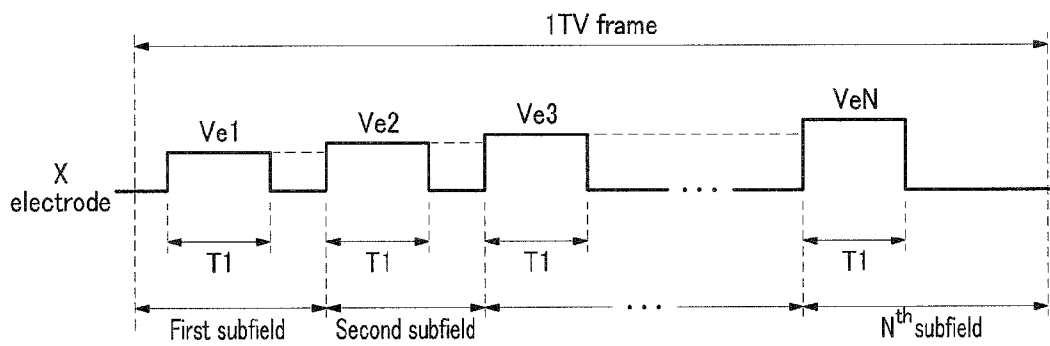 1TV frame
Ve1
Ve2
Ve3
VeN
X
electrode
...
T1
T1
T1
T1
...
First subfield
Second subfield
Nth subfield